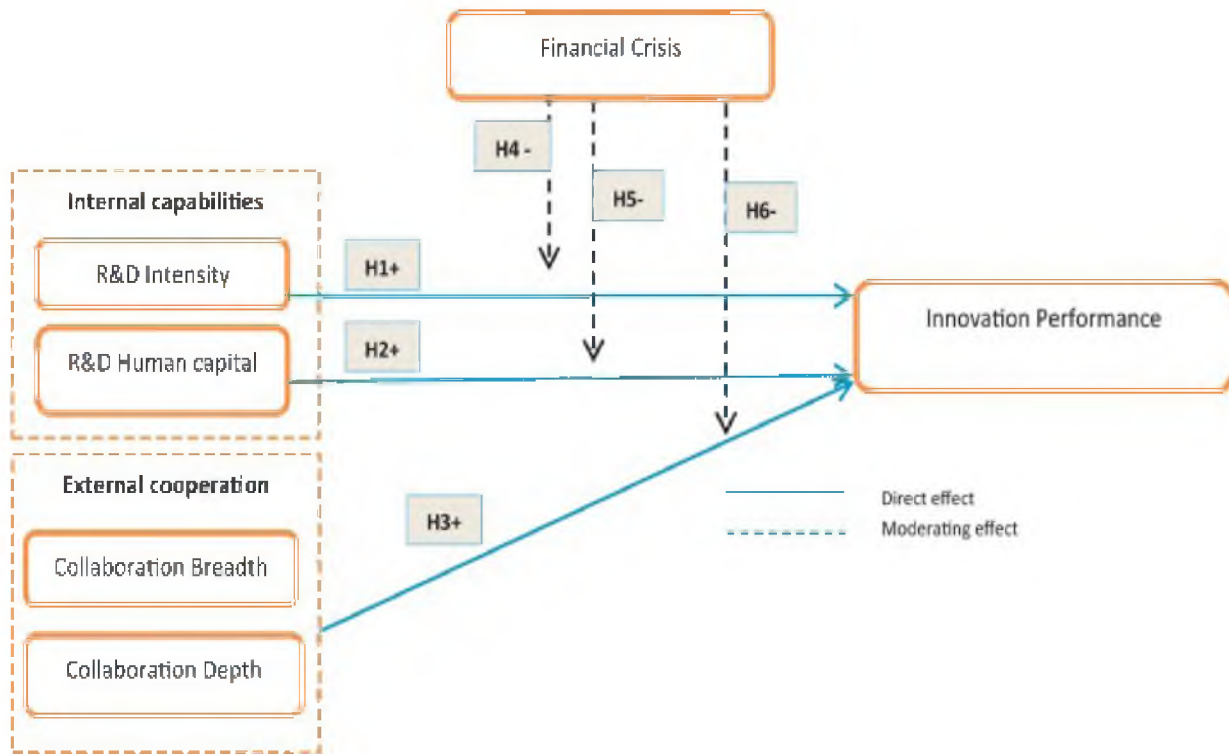 Financial Crisis
H4 -
H5-
H6-
Internal capabilities
R&D Intensity
H1+
R&D Human capital
H2+
Innovation Performance
External cooperation
Collaboration Breadth
Collaboration Depth
H3+
Direct effect
Moderating effect